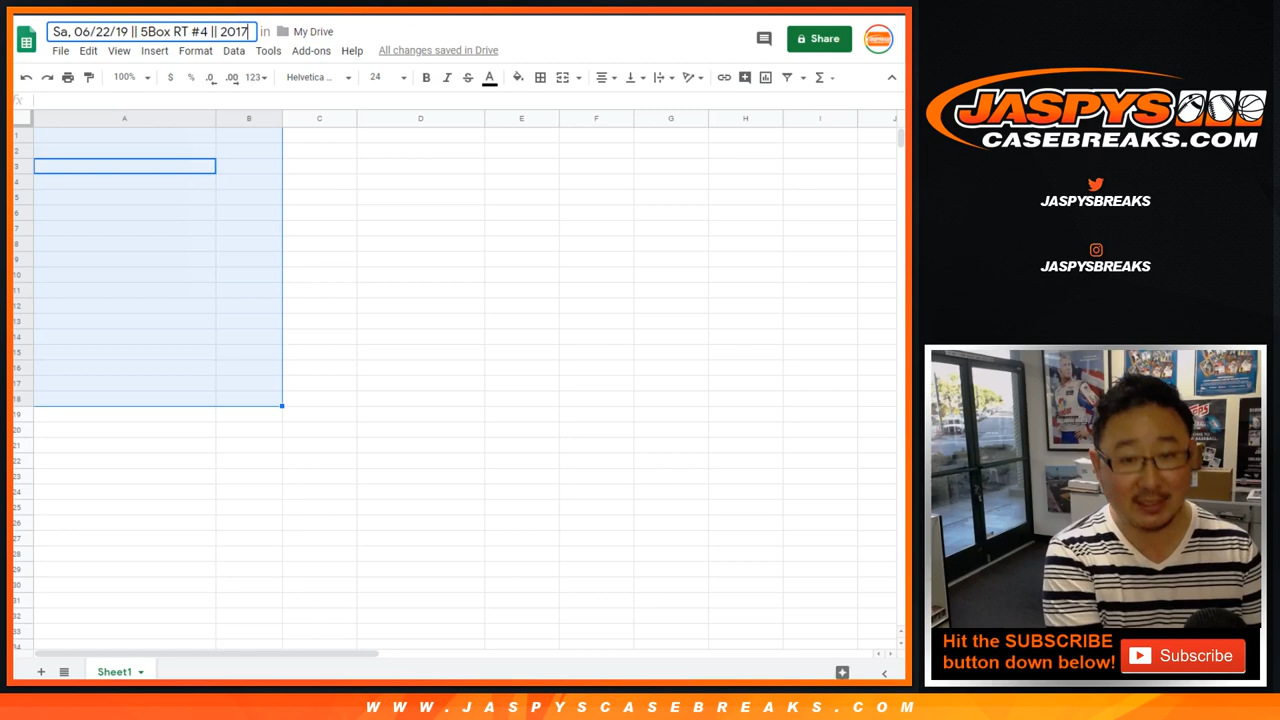 Sa, 06/22/19 || 5Box RT #4 || 2017 in My Drive
File Edit View Insert Format Data Tools Add-ons Help All changes saved in Drive
Share
100% $ % .0 .00 123 Helvetica ... 24 B I S A
fx
A B C D E F G H I J
1
2
3
4
5
6
7
8
9
10
11
12
13
14
15
16
17
18
19
20
21
22
23
24
25
26
27
28
29
30
31
32
33
34
Sheet1
JASPYS
CASEBREAKS.COM
JASPYSBREAKS
JASPYSBREAKS
Hit the SUBSCRIBE
button down below!
Subscribe
WWW.JASPYSCASEBREAKS.COM